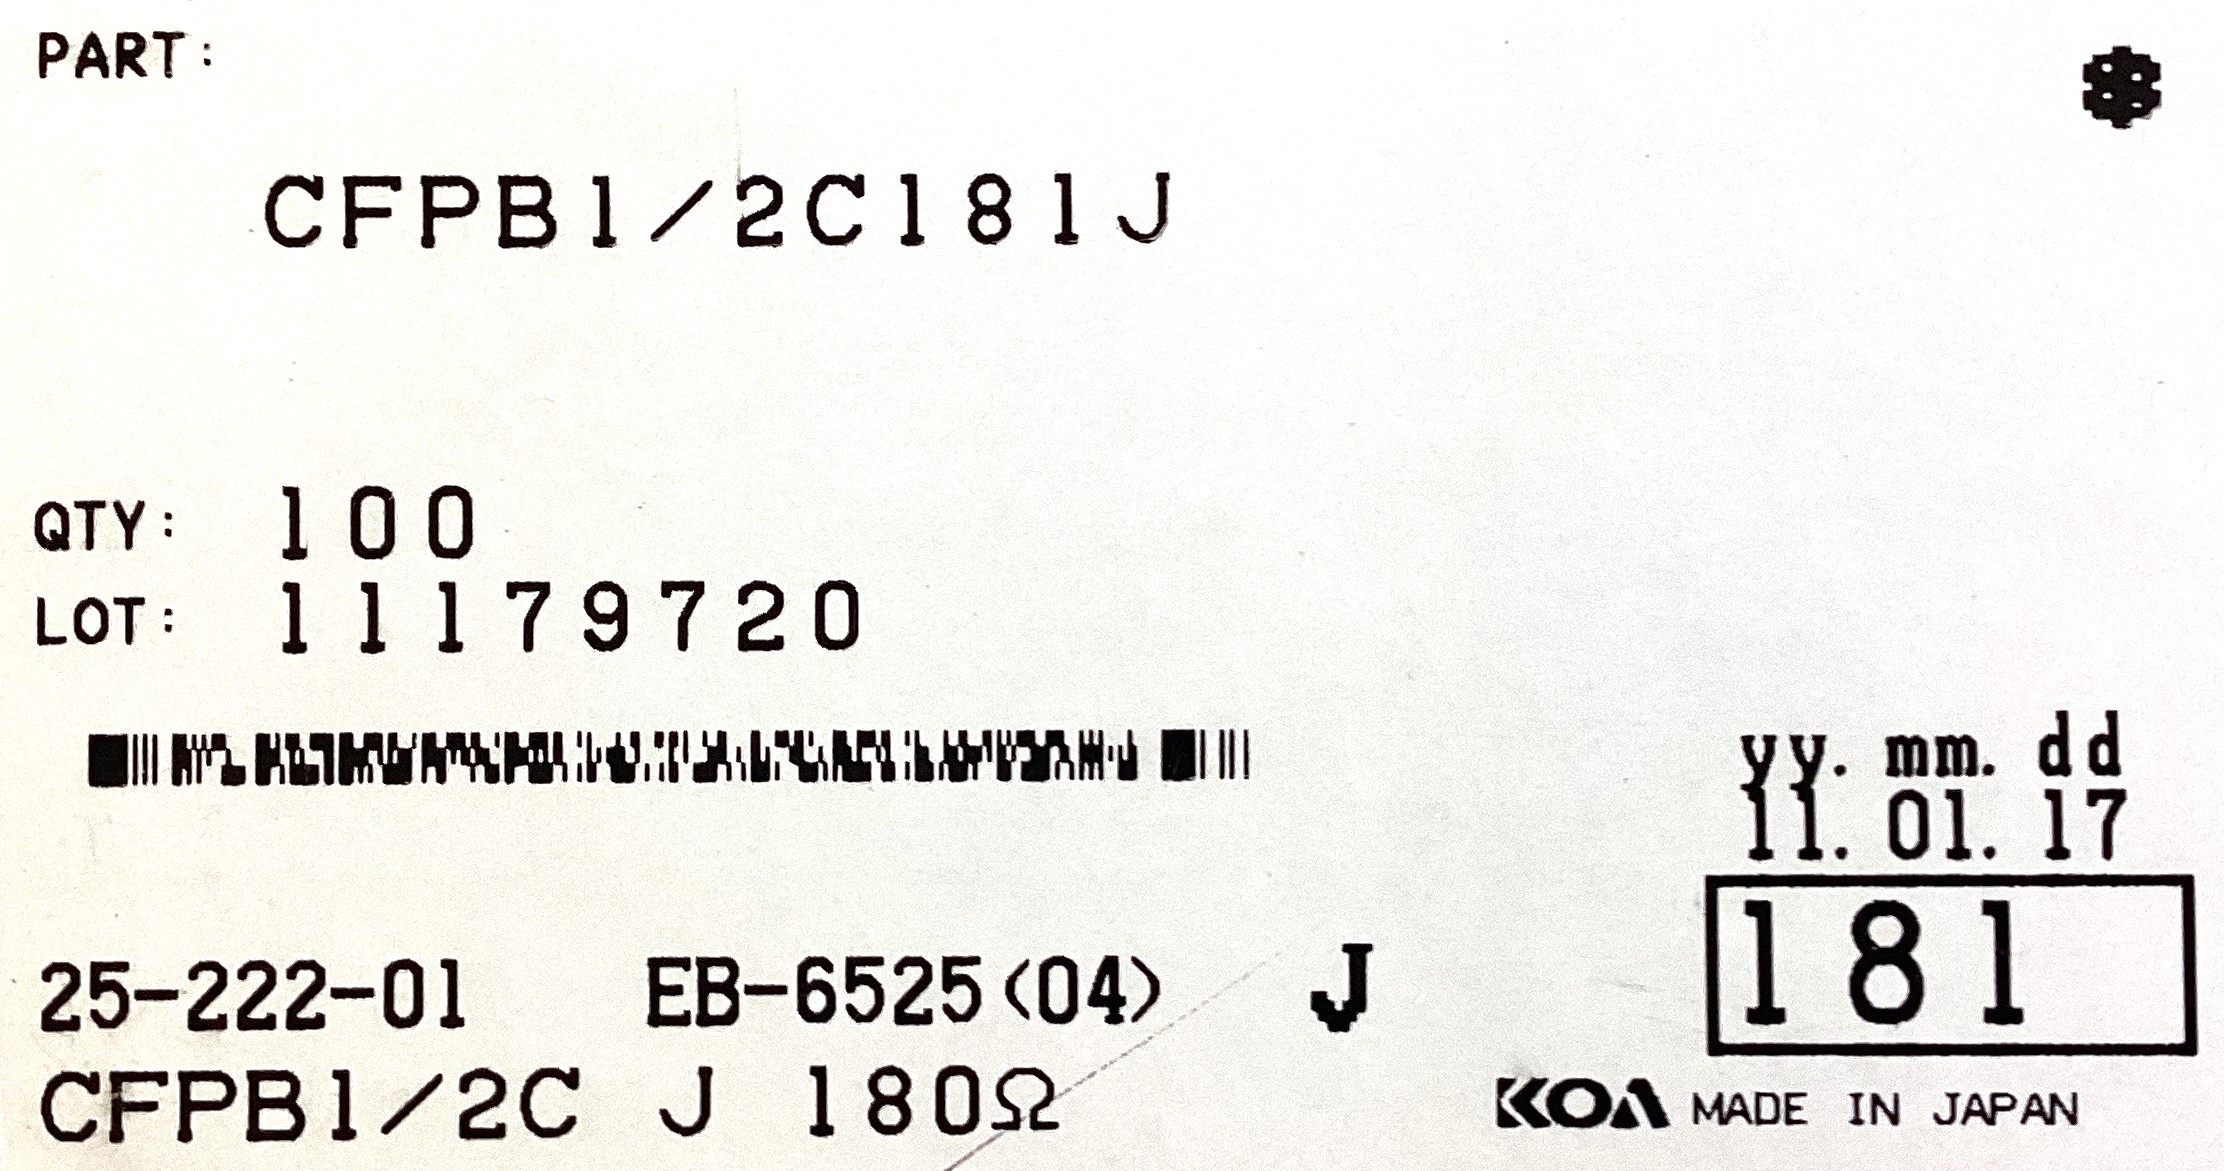 PART:
CFPB1/2C181J
QTY: 100
LOT: 11179720
yy. mm. dd
11. 01. 17
181
25-222-01 EB-6525(04) J
CFPB1/2C J 180Ω
KOA MADE IN JAPAN